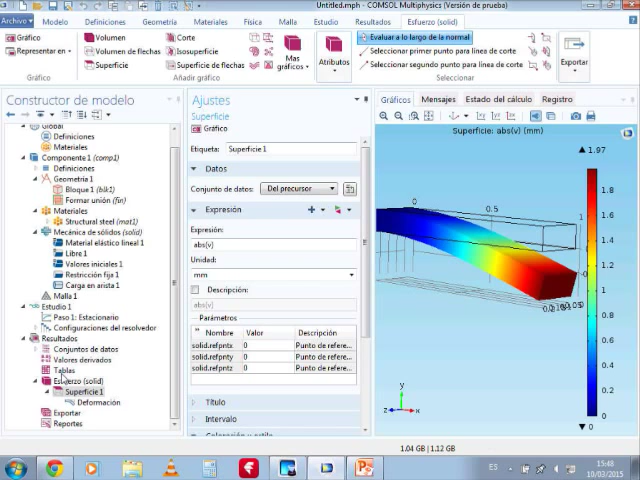 Untitled.mph - COMSOL Multiphysics (Versión de prueba)
Archivo Modelo Definiciones Geometría Materiales Física Malla Estudio Resultados Esfuerzo (solid)
Gráfico
Representar en
Gráfico
Volumen
Volumen de flechas
Superficie
Corte
Isosuperficie
Superficie de flechas
Añadir gráfico
Mas gráficos
Atributos
Evaluar a lo largo de la normal
Seleccionar primer punto para línea de corte
Seleccionar segundo punto para línea de corte
Seleccionar
Exportar
Constructor de modelo
Global
Definiciones
Materiales
Componente 1 (comp1)
Definiciones
Geometría 1
Bloque 1 (blk1)
Formar unión (fin)
Materiales
Structural steel (mat1)
Mecánica de sólidos (solid)
Material elástico lineal 1
Libre 1
Valores iniciales 1
Restricción fija 1
Carga en arista 1
Malla 1
Estudio 1
Paso 1: Estacionario
Configuraciones del resolvedor
Resultados
Conjuntos de datos
Valores derivados
Tablas
Esfuerzo (solid)
Superficie 1
Deformación
Exportar
Reportes
Ajustes
Superficie
Gráfico
Etiqueta: Superficie 1
Datos
Conjunto de datos: Del precursor
Expresión
Expresión:
abs(v)
Unidad:
mm
Descripción:
abs(v)
Parámetros
Nombre Valor Descripción
solid.refpntx 0 Punto de refere...
solid.refpnty 0 Punto de refere...
solid.refpntz 0 Punto de refere...
Título
Intervalo
Coloración y estilo
Gráficos Mensajes Estado del cálculo Registro
Superficie: abs(v) (mm)
▲ 1.97
1.8
1.6
1.4
1.2
1
0.8
0.6
0.4
0.2
0
▼ 0
0
0.5
1
y
z
x
1.04 GB | 1.12 GB
ES
15:48
10/03/2015